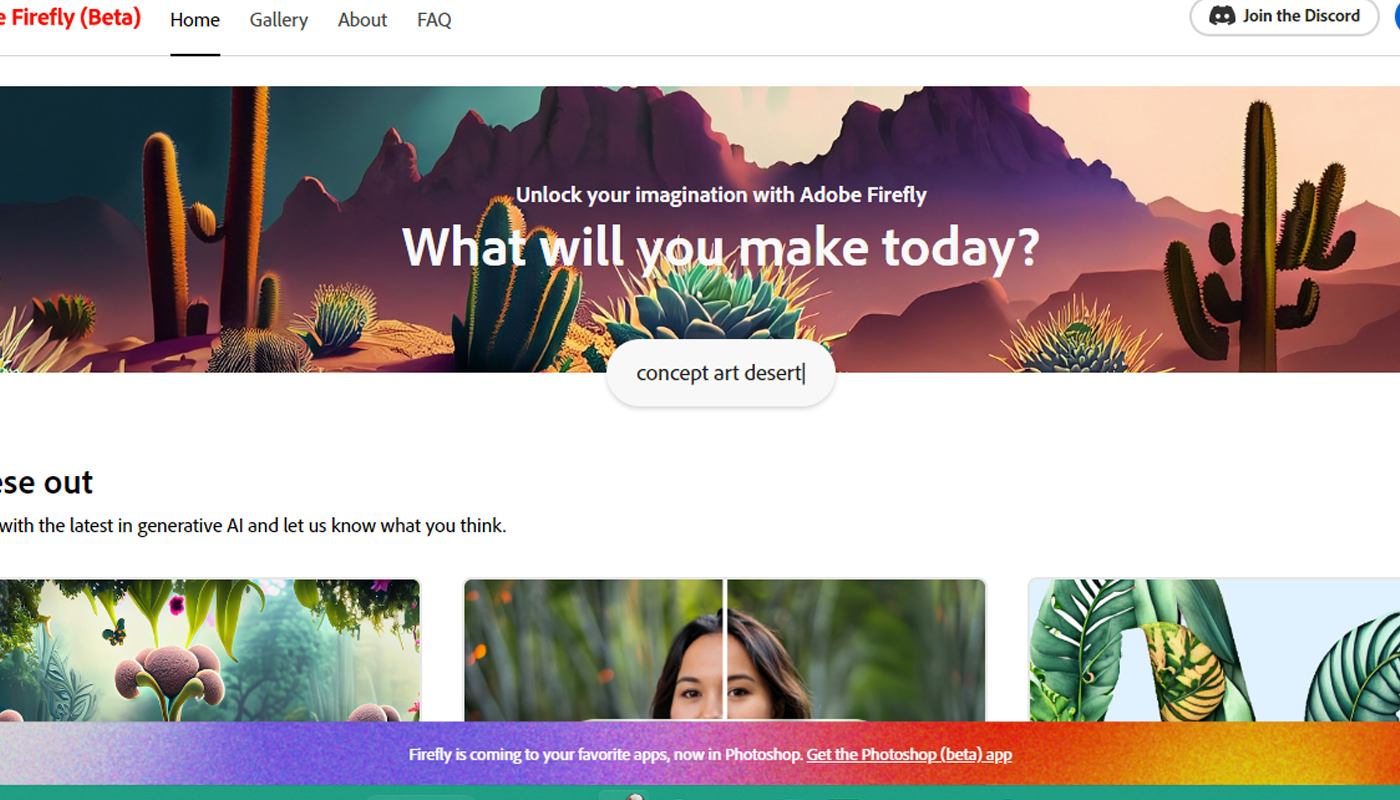 Firefly (Beta)
Home
Gallery
About
FAQ
Join the Discord
Unlock your imagination with Adobe Firefly
What will you make today?
concept art desert
out
with the latest in generative AI and let us know what you think.
Firefly is coming to your favorite apps, now in Photoshop. Get the Photoshop (beta) app